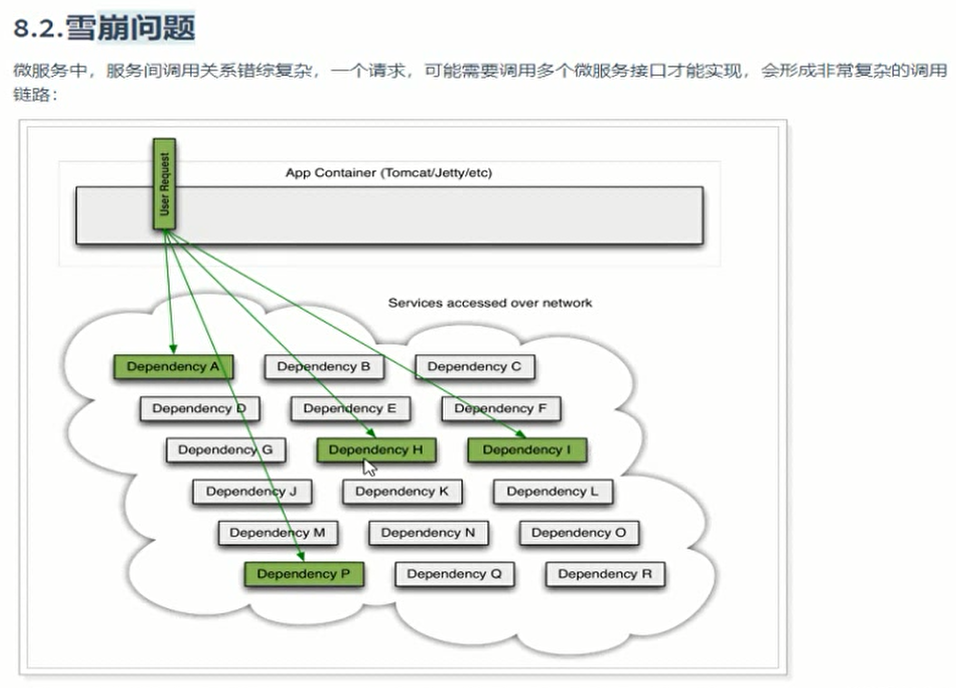 8.2.雪崩问题
微服务中，服务间调用关系错综复杂，一个请求，可能需要调用多个微服务接口才能实现，会形成非常复杂的调用
链路：
User Request
App Container (Tomcat/Jetty/etc)
Services accessed over network
Dependency A
Dependency B
Dependency C
Dependency D
Dependency E
Dependency F
Dependency G
Dependency H
Dependency I
Dependency J
Dependency K
Dependency L
Dependency M
Dependency N
Dependency O
Dependency P
Dependency Q
Dependency R